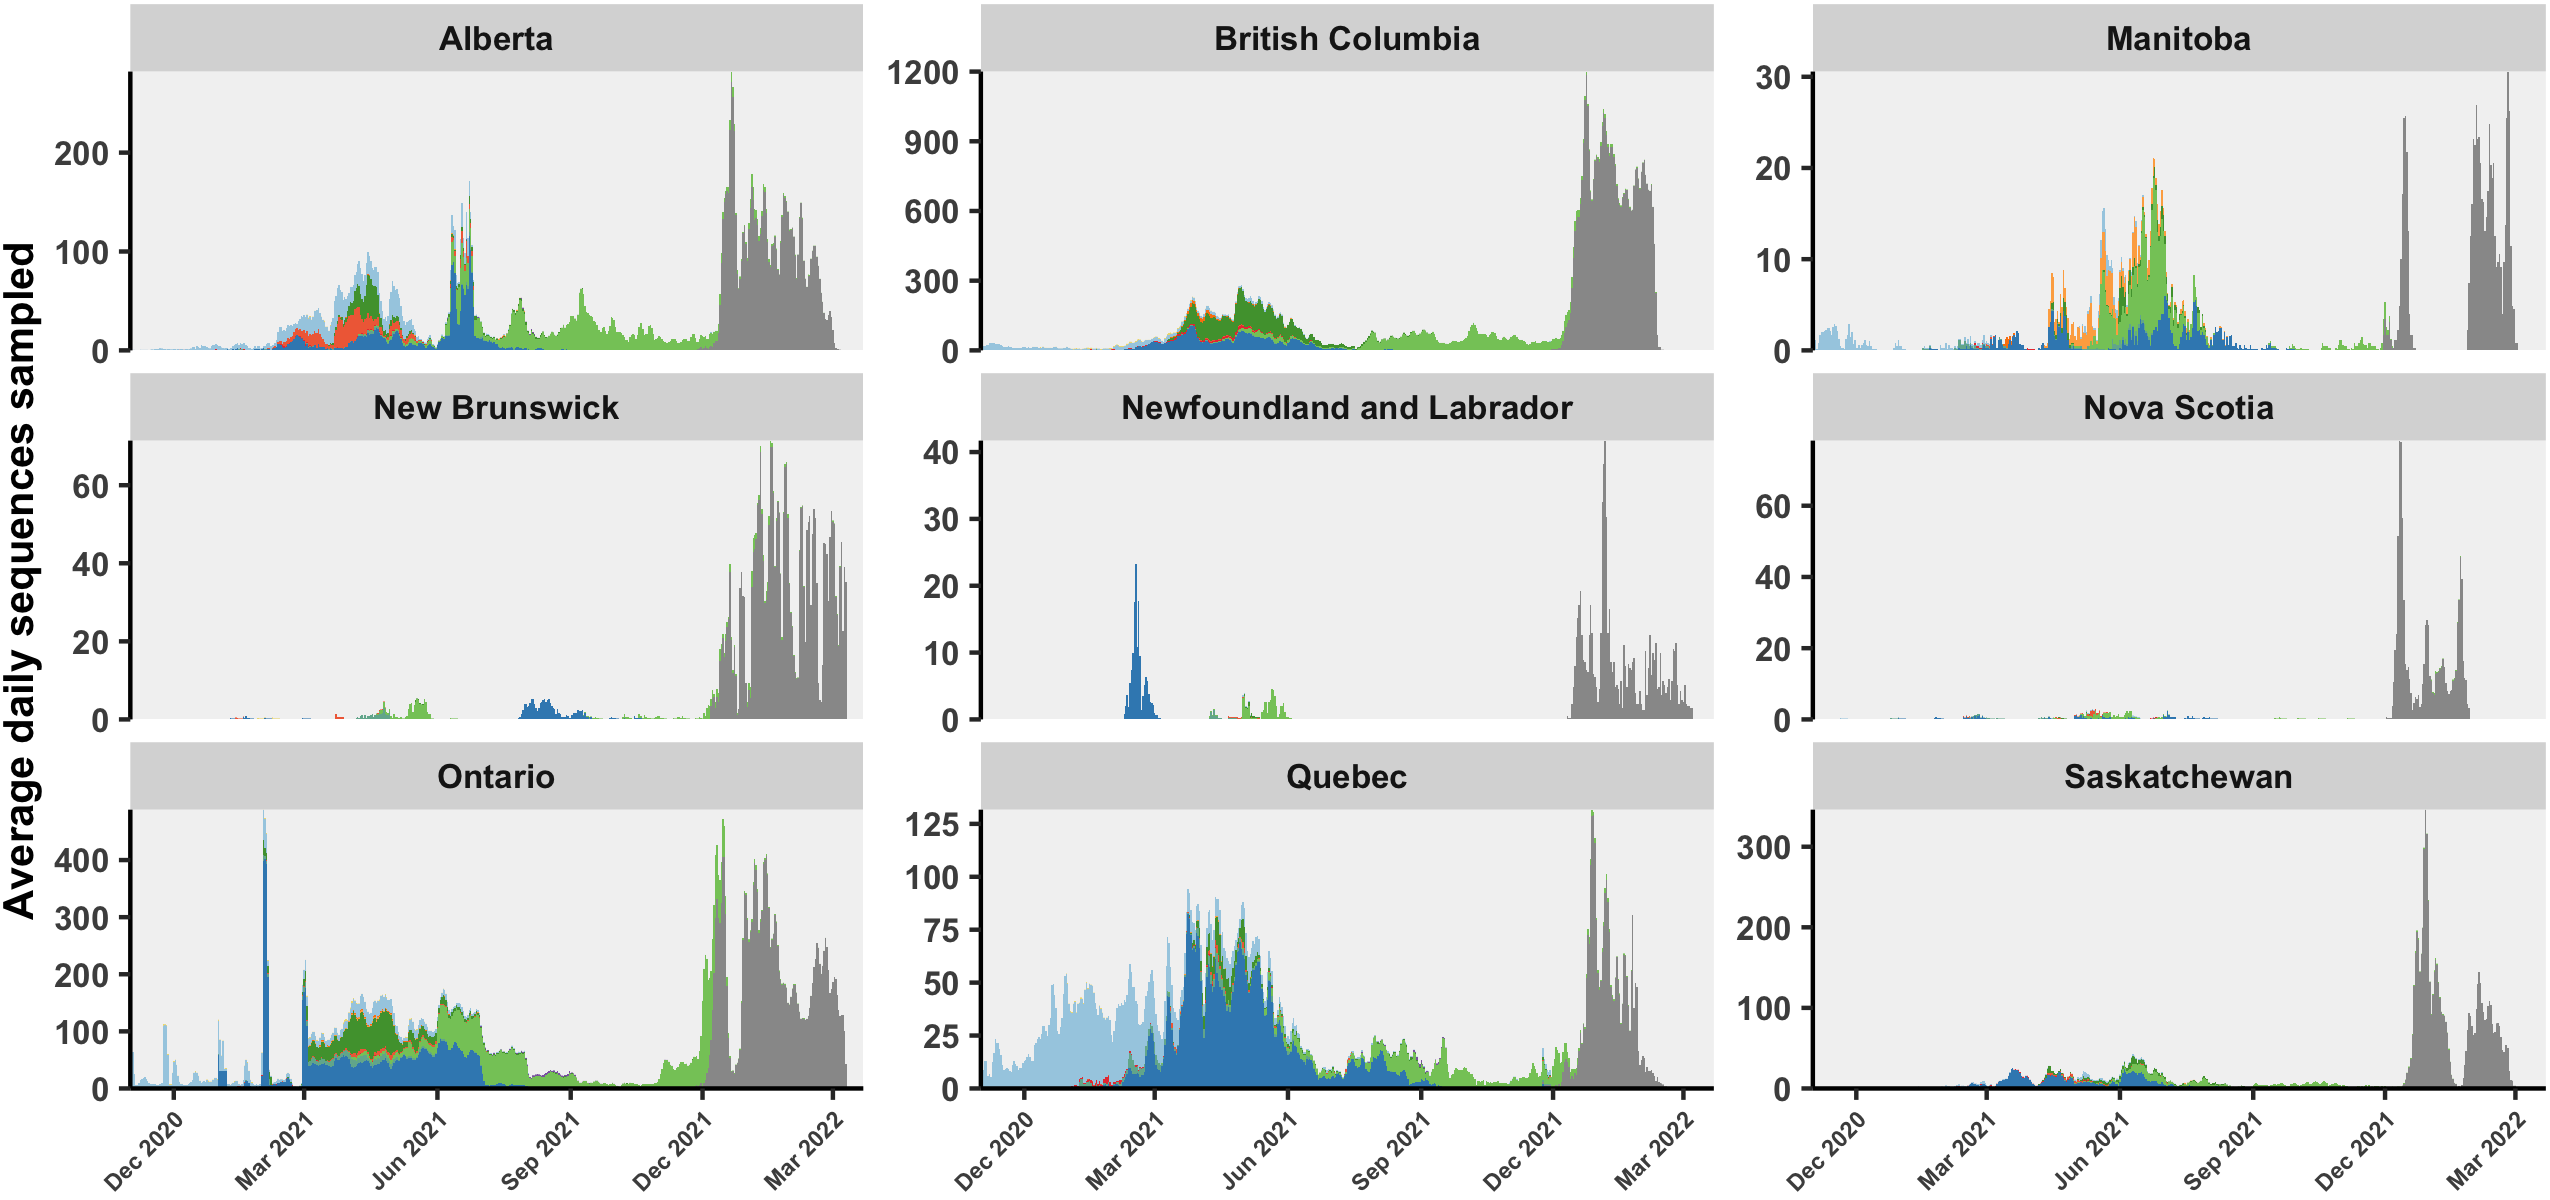 Average daily sequences sampled
Alberta
200
100
0
British Columbia
1200
900
600
300
0
Manitoba
30
20
10
0
New Brunswick
60
40
20
0
Newfoundland and Labrador
40
30
20
10
0
Nova Scotia
60
40
20
0
Ontario
400
300
200
100
0
Quebec
125
100
75
50
25
0
Saskatchewan
300
200
100
0
Dec 2020
Mar 2021
Jun 2021
Sep 2021
Dec 2021
Mar 2022
Dec 2020
Mar 2021
Jun 2021
Sep 2021
Dec 2021
Mar 2022
Dec 2020
Mar 2021
Jun 2021
Sep 2021
Dec 2021
Mar 2022